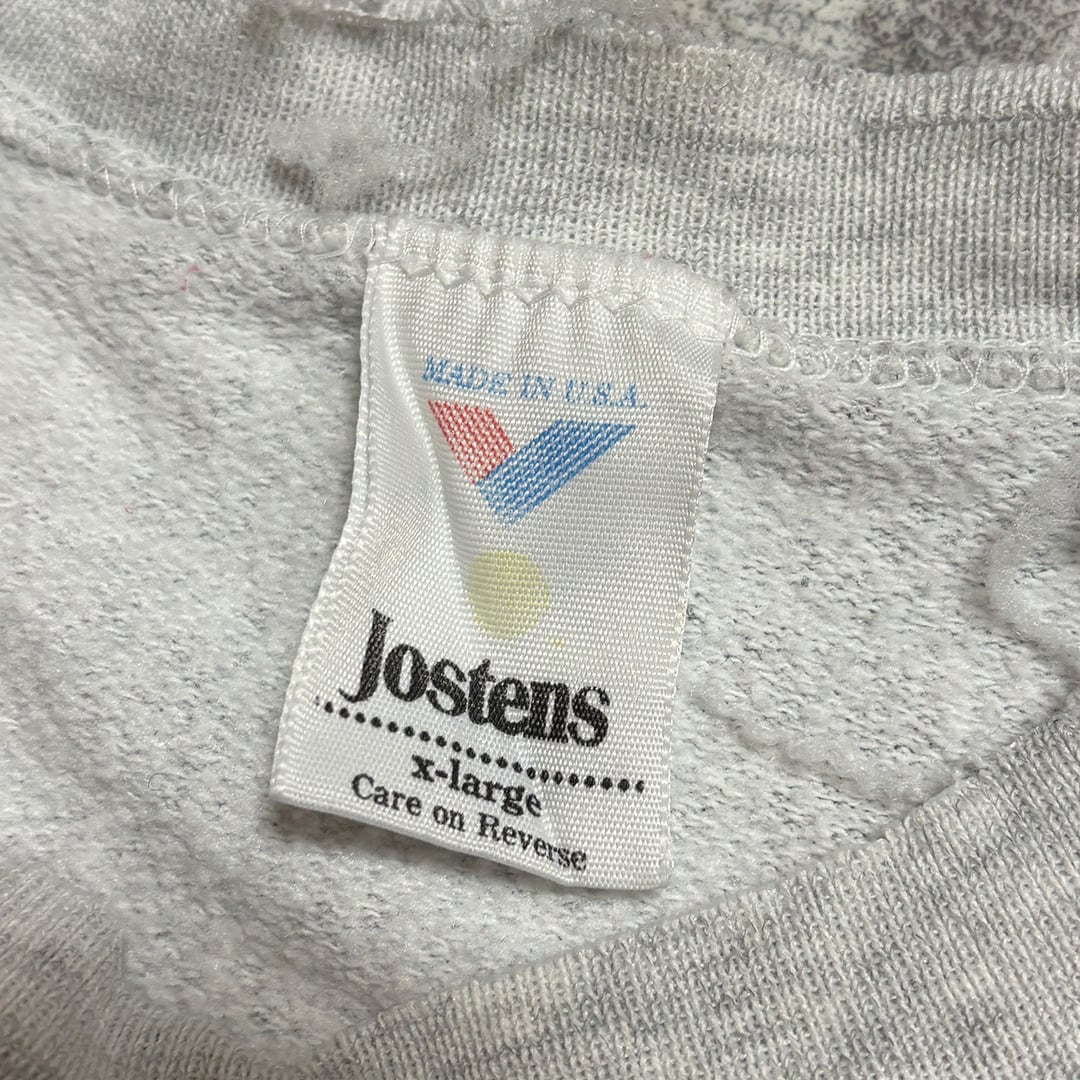 MADE IN U.S.A.
Jostens
x-large
Care on Reverse